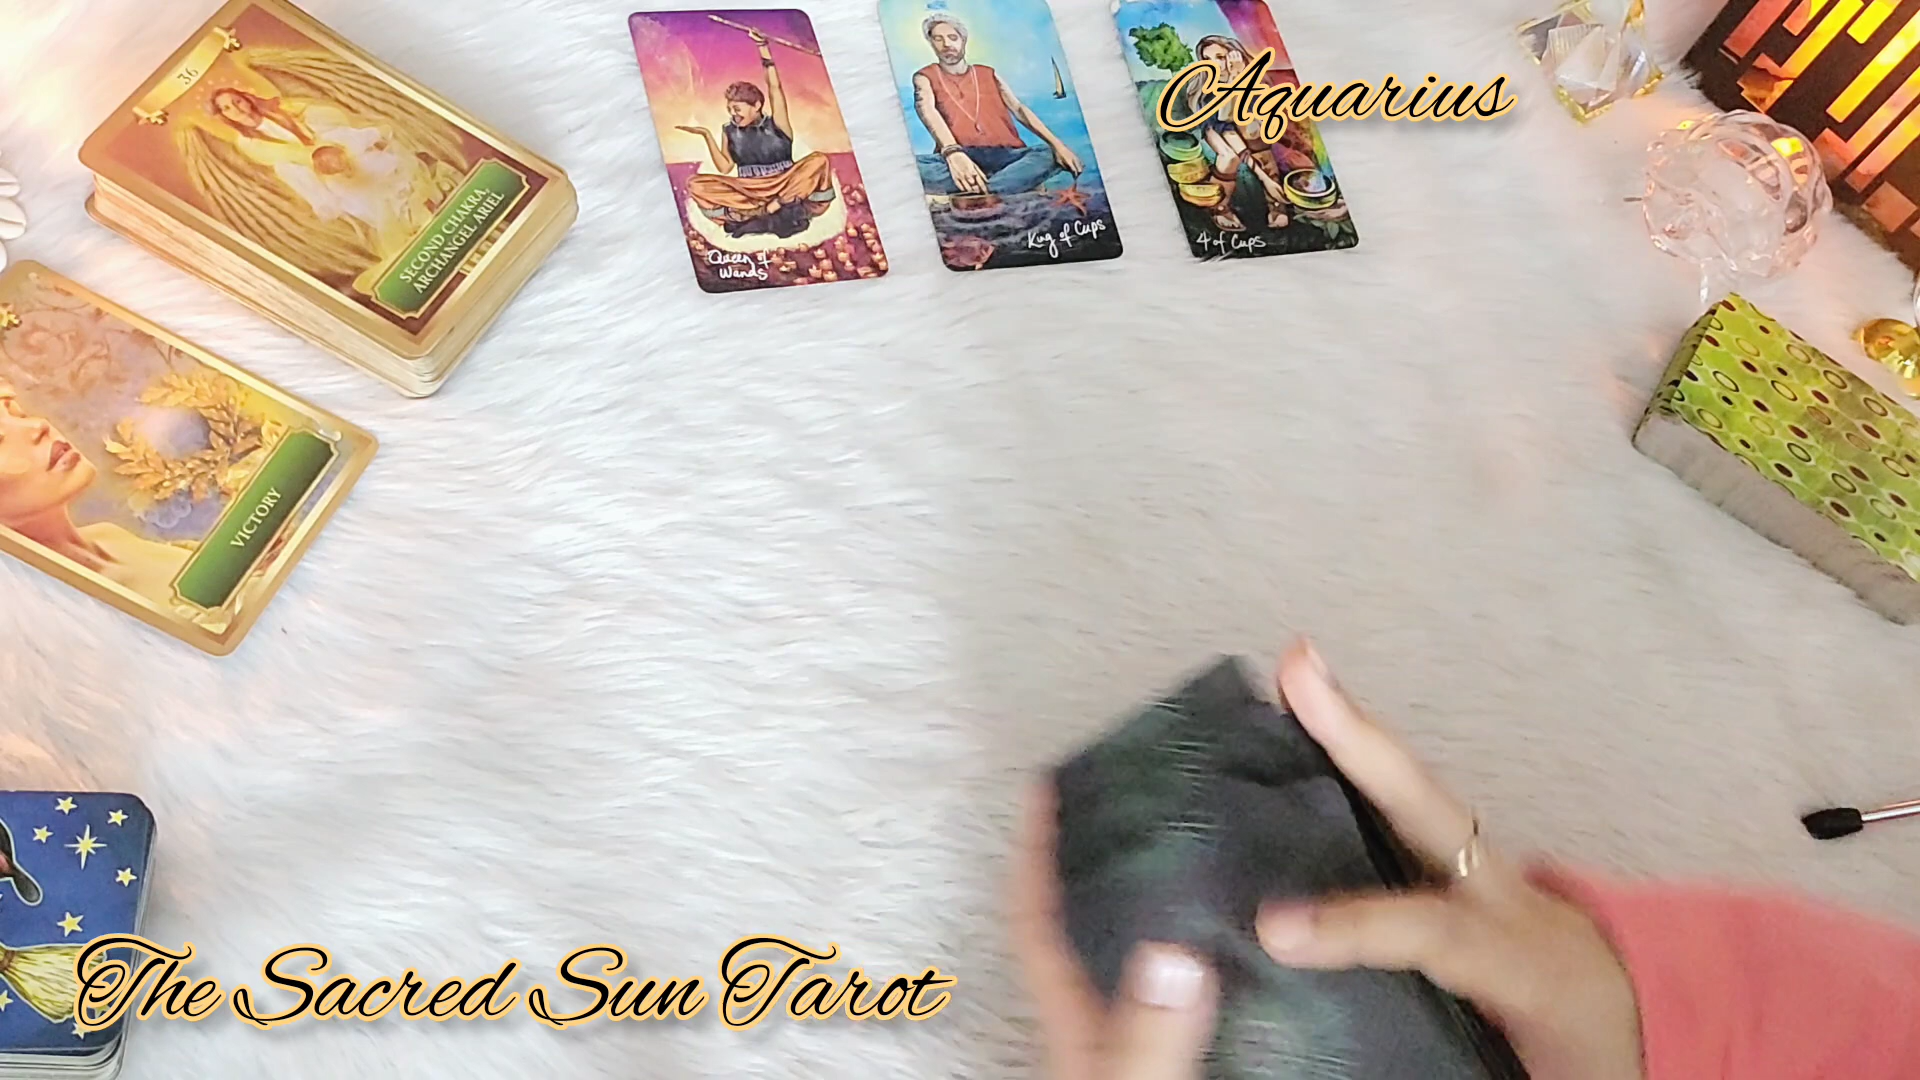 36
SECOND CHAKRA,
ARCHANGEL ARIEL
Queen of
Wands
King of Cups
4 of Cups
Aquarius
VICTORY
The Sacred Sun Tarot